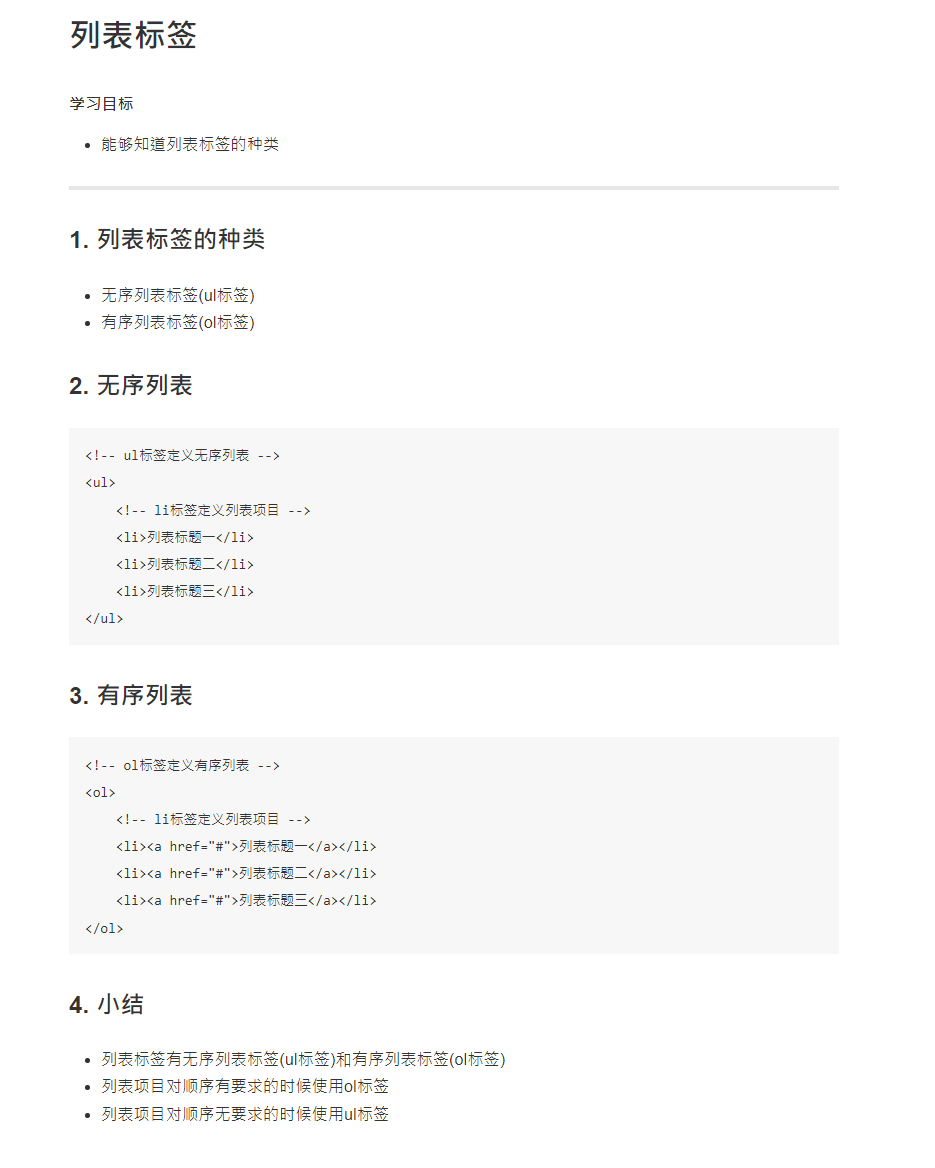 列表标签
学习目标
• 能够知道列表标签的种类
1. 列表标签的种类
• 无序列表标签(ul标签)
• 有序列表标签(ol标签)
2. 无序列表
<!-- ul标签定义无序列表 -->
<ul>
    <!-- li标签定义列表项目 -->
    <li>列表标题一</li>
    <li>列表标题二</li>
    <li>列表标题三</li>
</ul>
3. 有序列表
<!-- ol标签定义有序列表 -->
<ol>
    <!-- li标签定义列表项目 -->
    <li><a href="#">列表标题一</a></li>
    <li><a href="#">列表标题二</a></li>
    <li><a href="#">列表标题三</a></li>
</ol>
4. 小结
• 列表标签有无序列表标签(ul标签)和有序列表标签(ol标签)
• 列表项目对顺序有要求的时候使用ol标签
• 列表项目对顺序无要求的时候使用ul标签